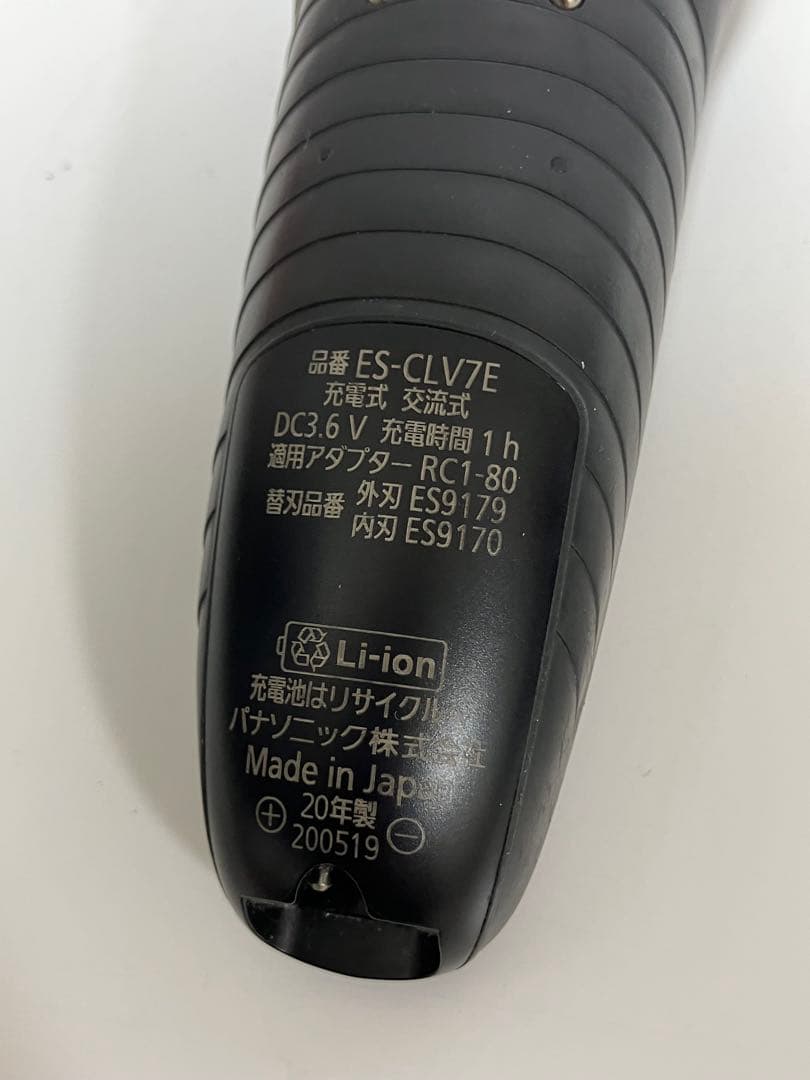 品番 ES-CLV7E
充電式 交流式
DC3.6 V 充電時間 1 h
適用アダプター RC1-80
替刃品番 外刃 ES9179
内刃 ES9170
Li-ion
充電池はリサイクルへ
パナソニック株式会社
Made in Japan
20年製
200519